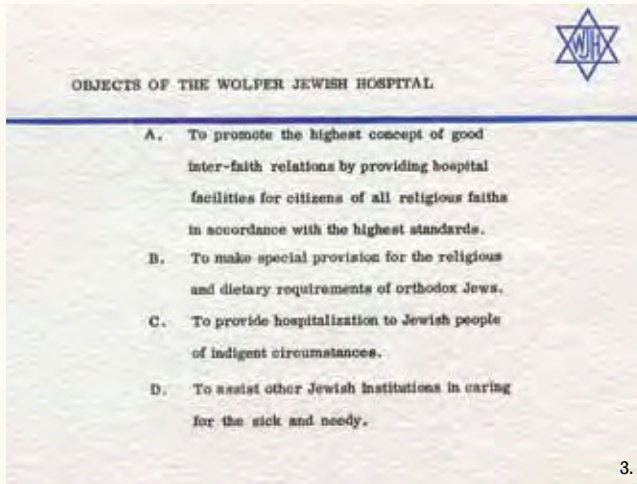 WJH
OBJECTS OF THE WOLPER JEWISH HOSPITAL
A. To promote the highest concept of good
inter-faith relations by providing hospital
facilities for citizens of all religious faiths
in accordance with the highest standards.
B. To make special provision for the religious
and dietary requirements of orthodox Jews.
C. To provide hospitalization to Jewish people
of indigent circumstances.
D. To assist other Jewish Institutions in caring
for the sick and needy.
3.